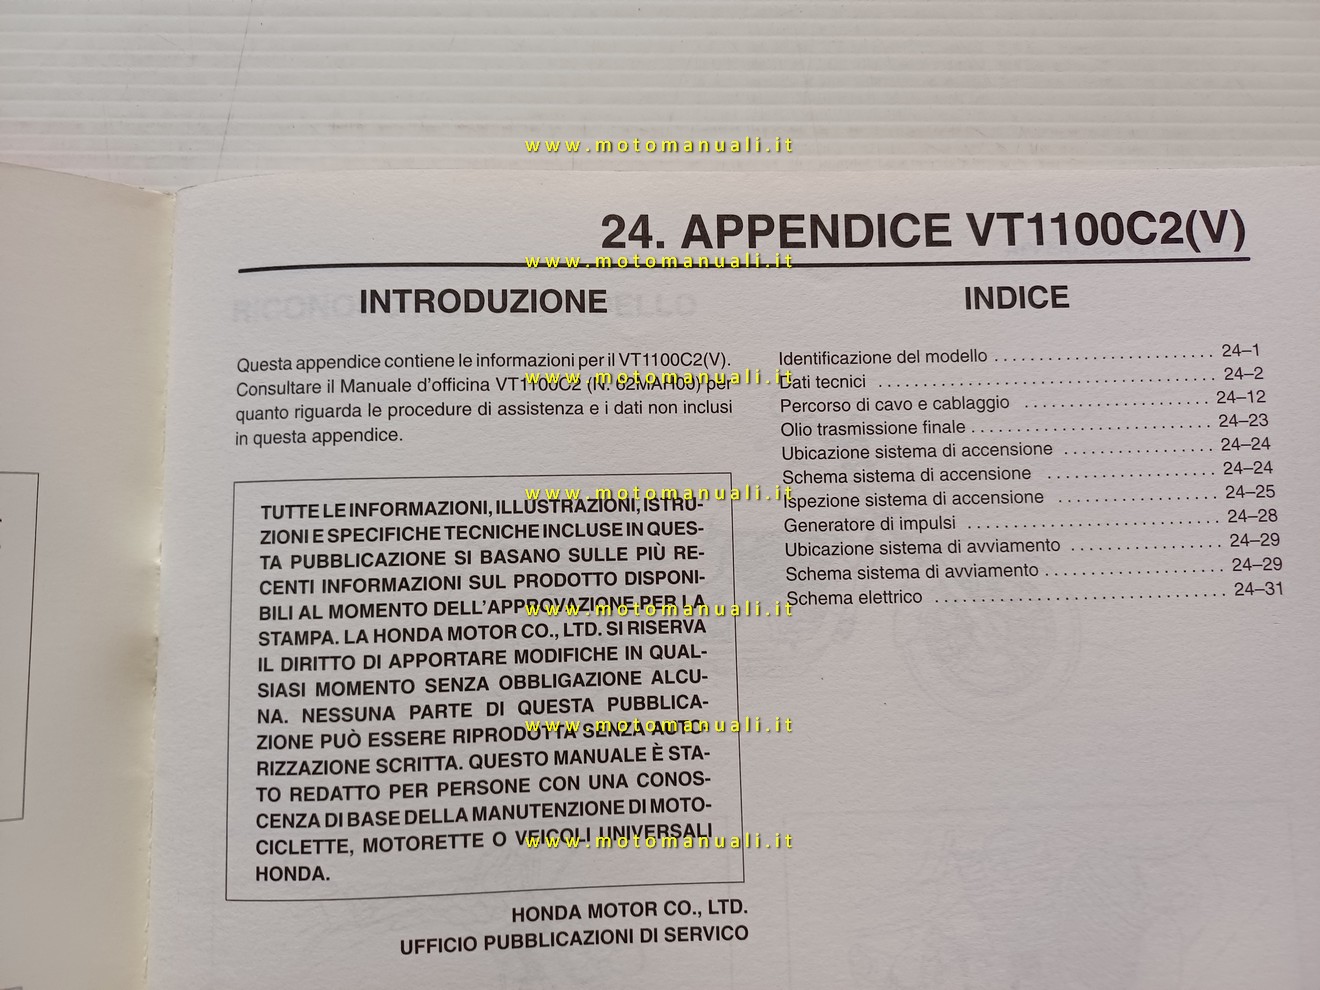 www.motomanuali.it
24. APPENDICE VT1100C2(V)
www.motomanuali.it
INTRODUZIONE
Questa appendice contiene le informazioni per il VT1100C2(V).
Consultare il Manuale d'officina VT1100C2 (N. 62MAH00) per
quanto riguarda le procedure di assistenza e i dati non inclusi
in questa appendice.
www.motomanuali.it
TUTTE LE INFORMAZIONI, ILLUSTRAZIONI, ISTRU-
ZIONI E SPECIFICHE TECNICHE INCLUSE IN QUES-
TA PUBBLICAZIONE SI BASANO SULLE PIÙ RE-
CENTI INFORMAZIONI SUL PRODOTTO DISPONI-
BILI AL MOMENTO DELL'APPROVAZIONE PER LA
STAMPA. LA HONDA MOTOR CO., LTD. SI RISERVA
IL DIRITTO DI APPORTARE MODIFICHE IN QUAL-
SIASI MOMENTO SENZA OBBLIGAZIONE ALCU-
NA. NESSUNA PARTE DI QUESTA PUBBLICA-
ZIONE PUÒ ESSERE RIPRODOTTA SENZA AUTO-
RIZZAZIONE SCRITTA. QUESTO MANUALE È STA-
TO REDATTO PER PERSONE CON UNA CONOS-
CENZA DI BASE DELLA MANUTENZIONE DI MOTO-
CICLETTE, MOTORETTE O VEICOLI UNIVERSALI
HONDA.
www.motomanuali.it
www.motomanuali.it
www.motomanuali.it
www.motomanuali.it
HONDA MOTOR CO., LTD.
UFFICIO PUBBLICAZIONI DI SERVICO
INDICE
Identificazione del modello ........................ 24–1
Dati tecnici ..................................... 24–2
Percorso di cavo e cablaggio .................... 24–12
Olio trasmissione finale .......................... 24–23
Ubicazione sistema di accensione ................ 24–24
Schema sistema di accensione .................. 24–24
Ispezione sistema di accensione ................. 24–25
Generatore di impulsi ........................... 24–28
Ubicazione sistema di avviamento ................ 24–29
Schema sistema di avviamento ................... 24–29
Schema elettrico ................................ 24–31